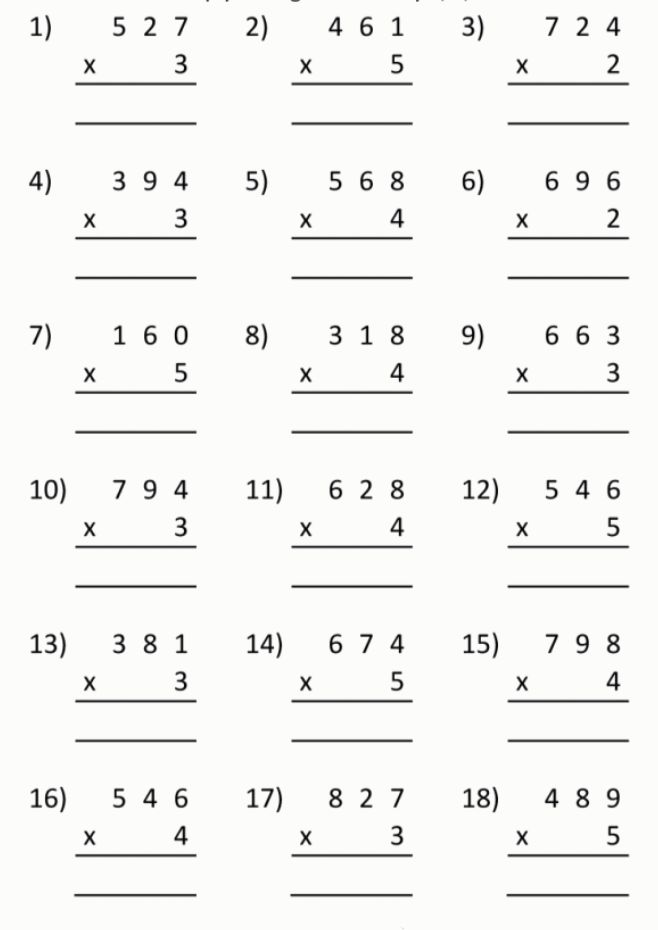 1) 5 2 7 2) 4 6 1 3) 7 2 4
x 3 x 5 x 2
4) 3 9 4 5) 5 6 8 6) 6 9 6
x 3 x 4 x 2
7) 1 6 0 8) 3 1 8 9) 6 6 3
x 5 x 4 x 3
10) 7 9 4 11) 6 2 8 12) 5 4 6
x 3 x 4 x 5
13) 3 8 1 14) 6 7 4 15) 7 9 8
x 3 x 5 x 4
16) 5 4 6 17) 8 2 7 18) 4 8 9
x 4 x 3 x 5